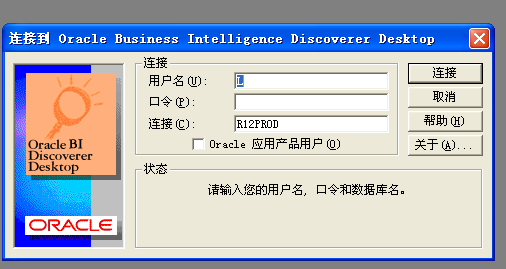 连接到 Oracle Business Intelligence Discoverer Desktop
Oracle BI
Discoverer
Desktop
ORACLE
连接
用户名(U): L
口令(P):
连接(C): R12PROD
Oracle 应用产品用户(O)
连接
取消
帮助(H)
关于(A)...
状态
请输入您的用户名, 口令和数据库名。